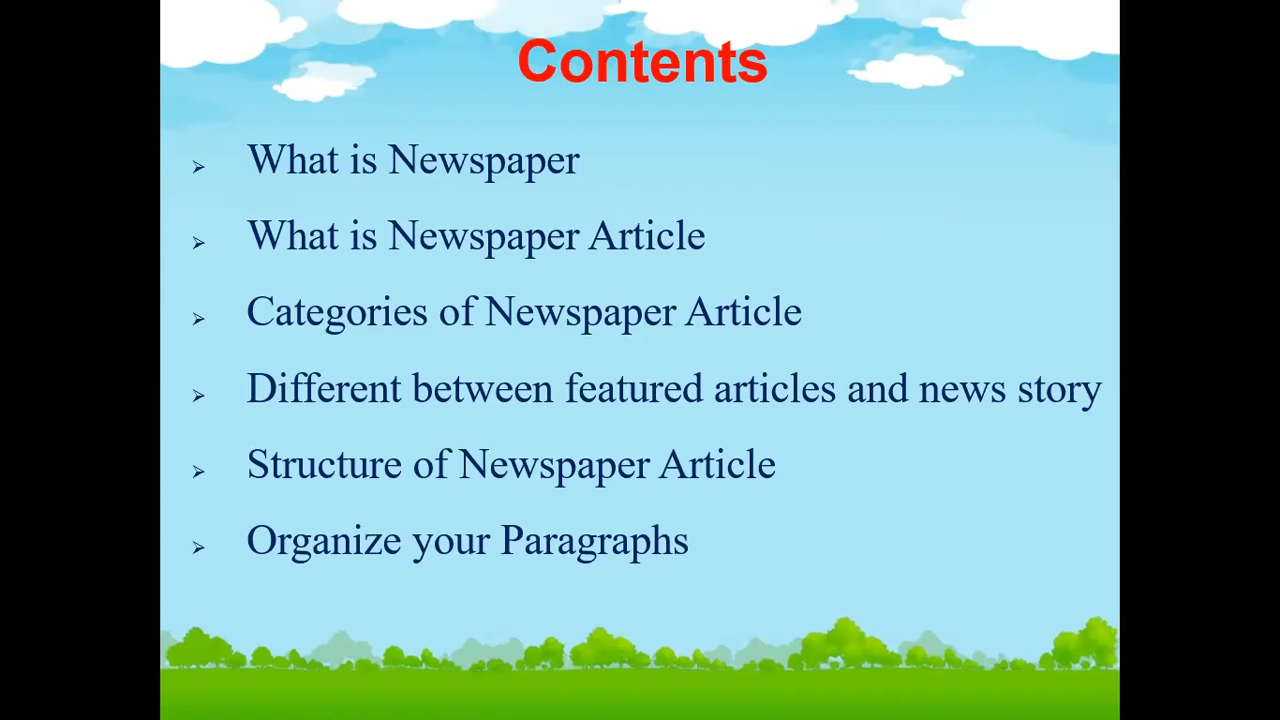 Contents
What is Newspaper
What is Newspaper Article
Categories of Newspaper Article
Different between featured articles and news story
Structure of Newspaper Article
Organize your Paragraphs